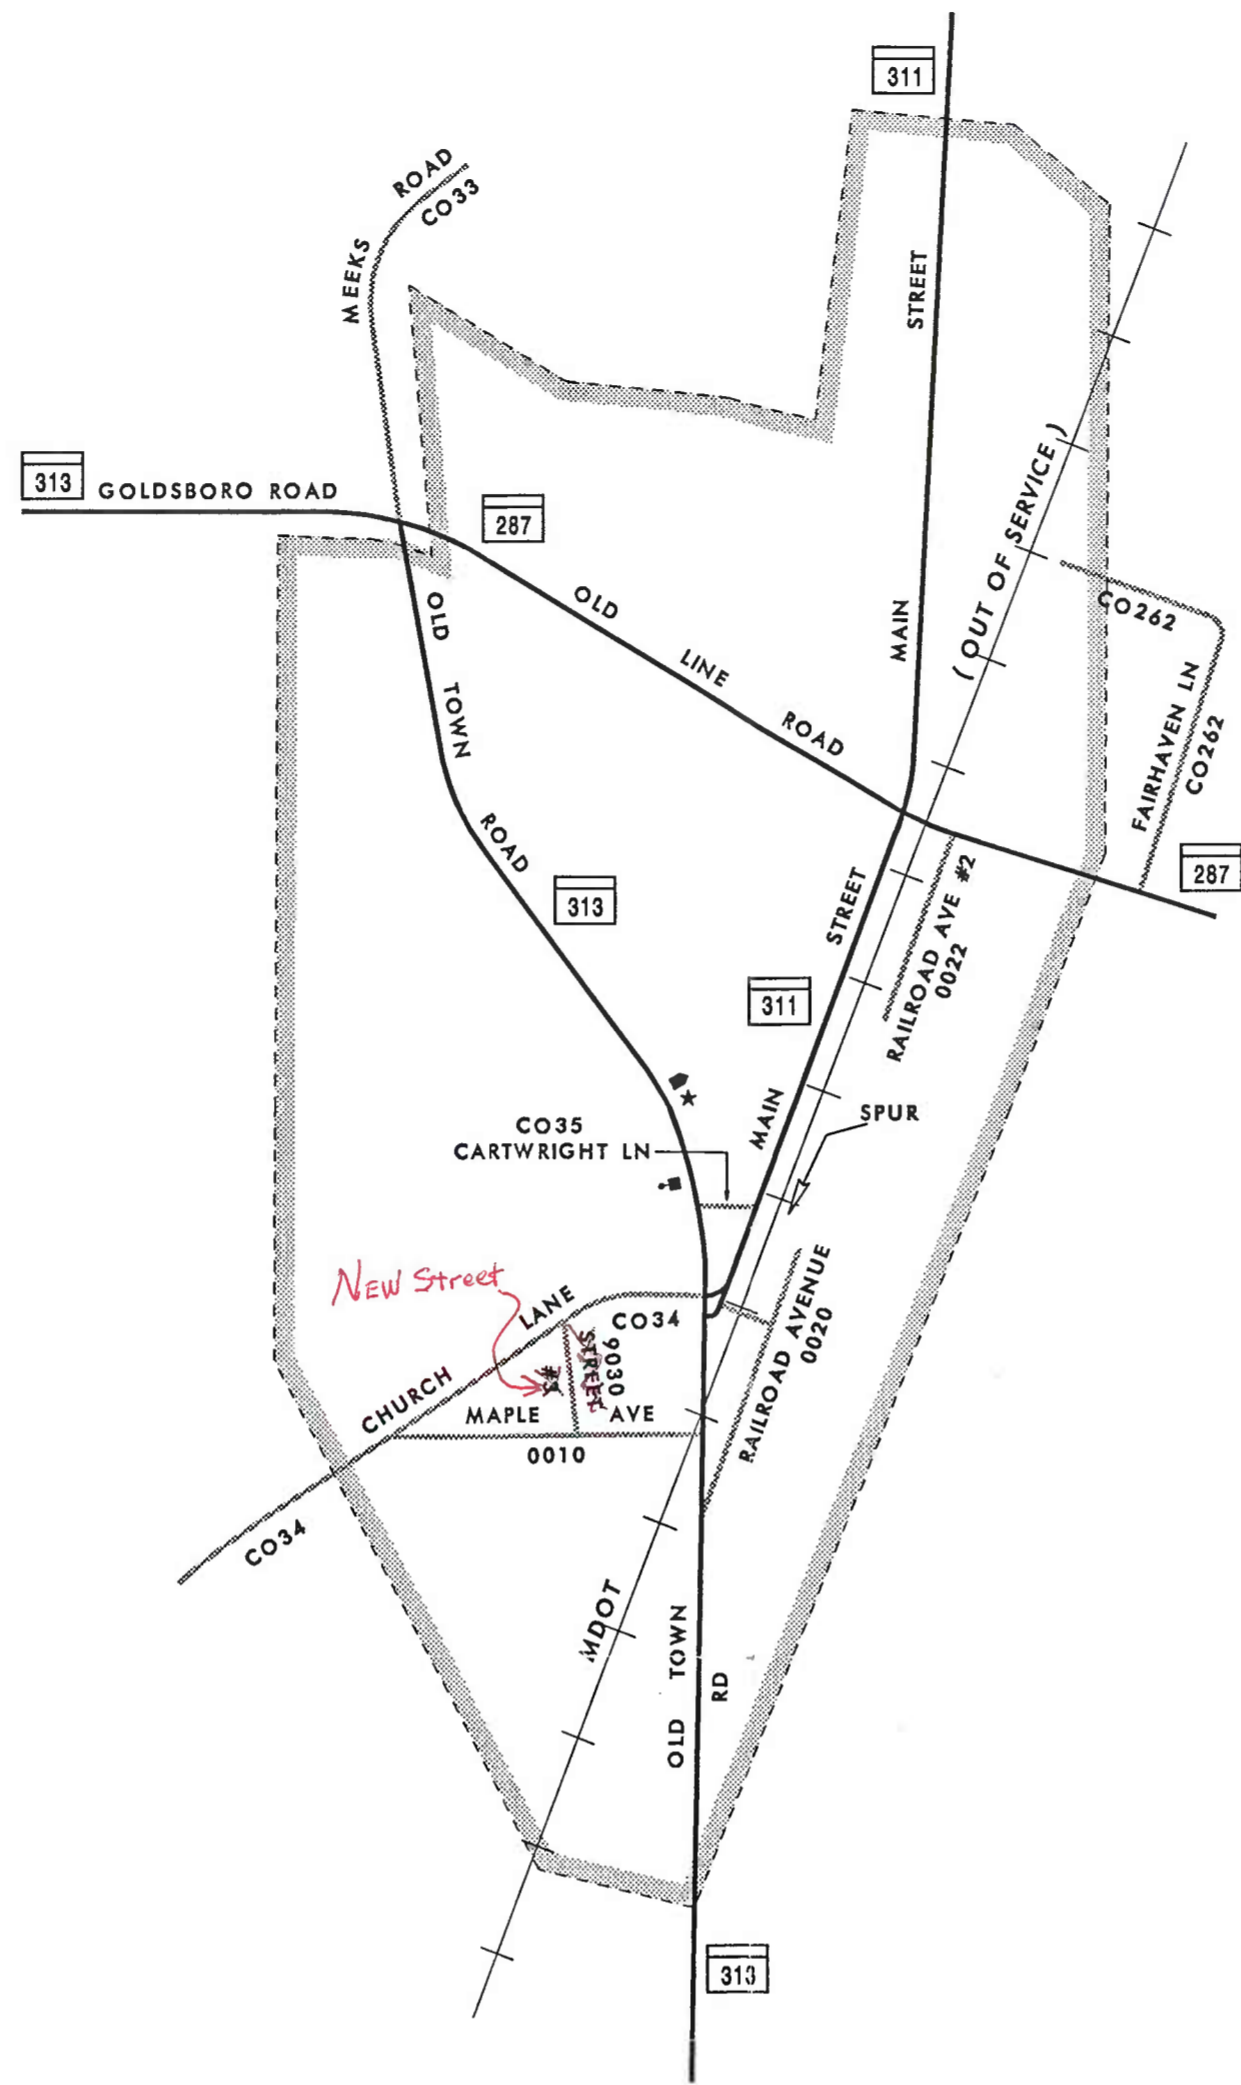 311
ROAD
CO33
MEEKS
STREET
313
GOLDSBORO ROAD
287
(OUT OF SERVICE)
OLD
LINE
ROAD
OLD
TOWN
ROAD
MAIN
CO262
FAIRHAVEN LN
CO262
287
313
STREET
RAILROAD AVE #2
0022
311
MAIN
SPUR
CO35
CARTWRIGHT LN
NEW Street
LANE
CO34
CHURCH
#3
STREET
9030
MAPLE
AVE
0010
RAILROAD AVENUE
0020
CO34
MDOT
OLD TOWN
RD
313